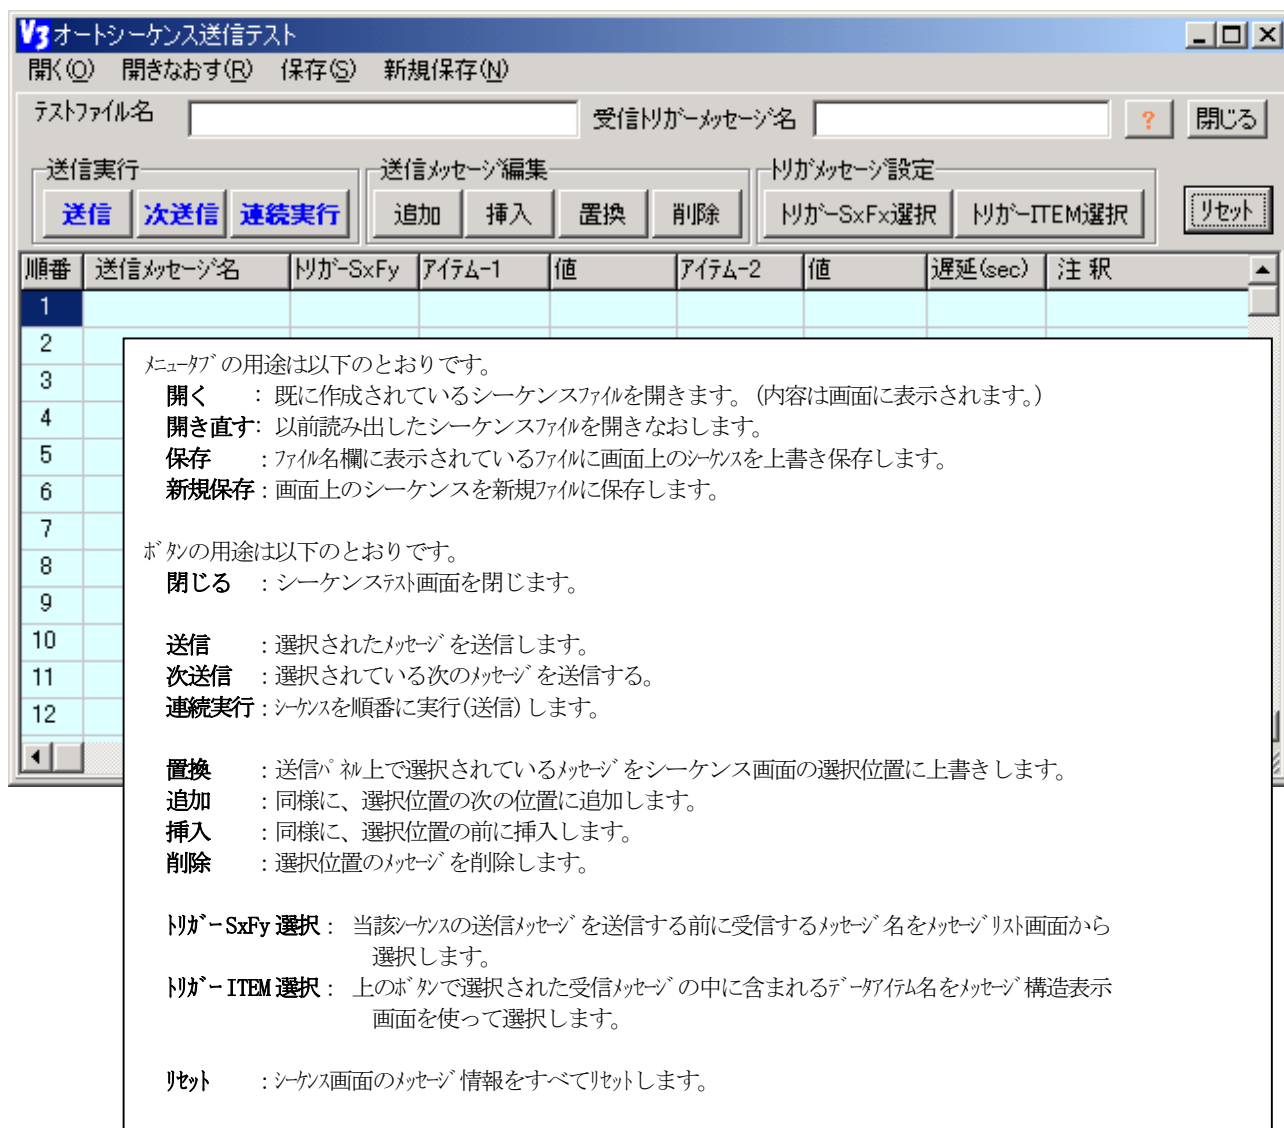 V3 オートシーケンス送信テスト
開く(O) 開きなおす(R) 保存(S) 新規保存(N)
テストファイル名 受信トリガーメッセージ名 ? 閉じる
送信実行 送信メッセージ編集 トリガメッセージ設定
送信 次送信 連続実行 追加 挿入 置換 削除 トリガーSxFx選択 トリガーITEM選択 リセット
順番 送信メッセージ名 トリガーSxFy アイテム-1 値 アイテム-2 値 遅延(sec) 注釈
1
2
3
4
5
6
7
8
9
10
11
12
メニュータブの用途は以下のとおりです。
開く : 既に作成されているシーケンスファイルを開きます。(内容は画面に表示されます。)
開き直す: 以前読み出したシーケンスファイルを開きなおします。
保存 : ファイル名欄に表示されているファイルに画面上のシーケンスを上書き保存します。
新規保存 : 画面上のシーケンスを新規ファイルに保存します。
ボタンの用途は以下のとおりです。
閉じる : シーケンステスト画面を閉じます。
送信 : 選択されたメッセージを送信します。
次送信 : 選択されている次のメッセージを送信する。
連続実行 : シーケンスを順番に実行(送信)します。
置換 : 送信パネル上で選択されているメッセージをシーケンス画面の選択位置に上書きします。
追加 : 同様に、選択位置の次の位置に追加します。
挿入 : 同様に、選択位置の前に挿入します。
削除 : 選択位置のメッセージを削除します。
トリガーSxFy 選択 : 当該シーケンスの送信メッセージを送信する前に受信するメッセージ名をメッセージリスト画面から
選択します。
トリガーITEM 選択 : 上のボタンで選択された受信メッセージの中に含まれるデータアイテム名をメッセージ構造表示
画面を使って選択します。
リセット : シーケンス画面のメッセージ情報をすべてリセットします。